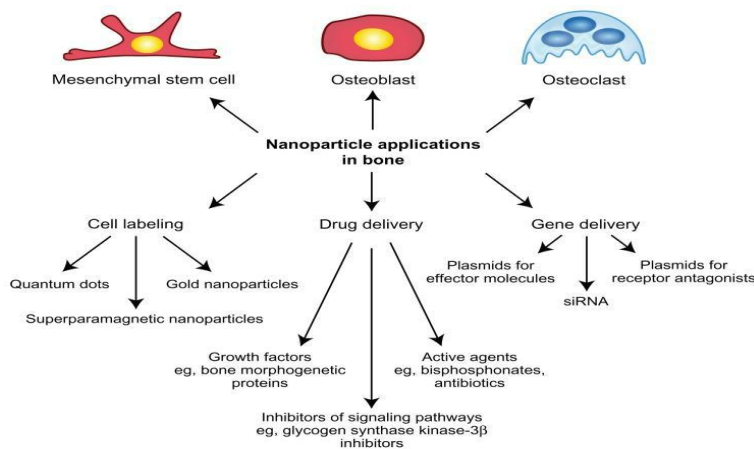 Mesenchymal stem cell
Osteoblast
Osteoclast
Nanoparticle applications
in bone
Cell labeling
Drug delivery
Gene delivery
Quantum dots
Gold nanoparticles
Superparamagnetic nanoparticles
Plasmids for
effector molecules
siRNA
Plasmids for
receptor antagonists
Growth factors
eg, bone morphogenetic
proteins
Active agents
eg, bisphosphonates,
antibiotics
Inhibitors of signaling pathways
eg, glycogen synthase kinase-3β
inhibitors